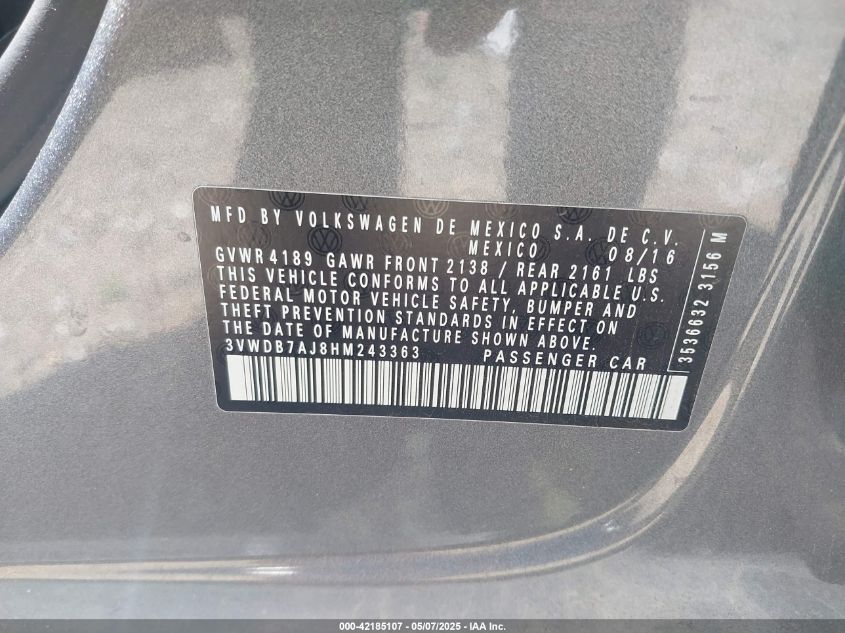 MFD BY VOLKSWAGEN DE MEXICO S.A. DE C.V.
MEXICO 08/16
GVWR 4189 GAWR FRONT 2138 / REAR 2161 LBS
THIS VEHICLE CONFORMS TO ALL APPLICABLE U.S.
FEDERAL MOTOR VEHICLE SAFETY, BUMPER AND
THEFT PREVENTION STANDARDS IN EFFECT ON
THE DATE OF MANUFACTURE SHOWN ABOVE.
3VWDB7AJ8HM243363 PASSENGER CAR
3536632 3156 M
000-42185107 - 05/07/2025 - IAA Inc.